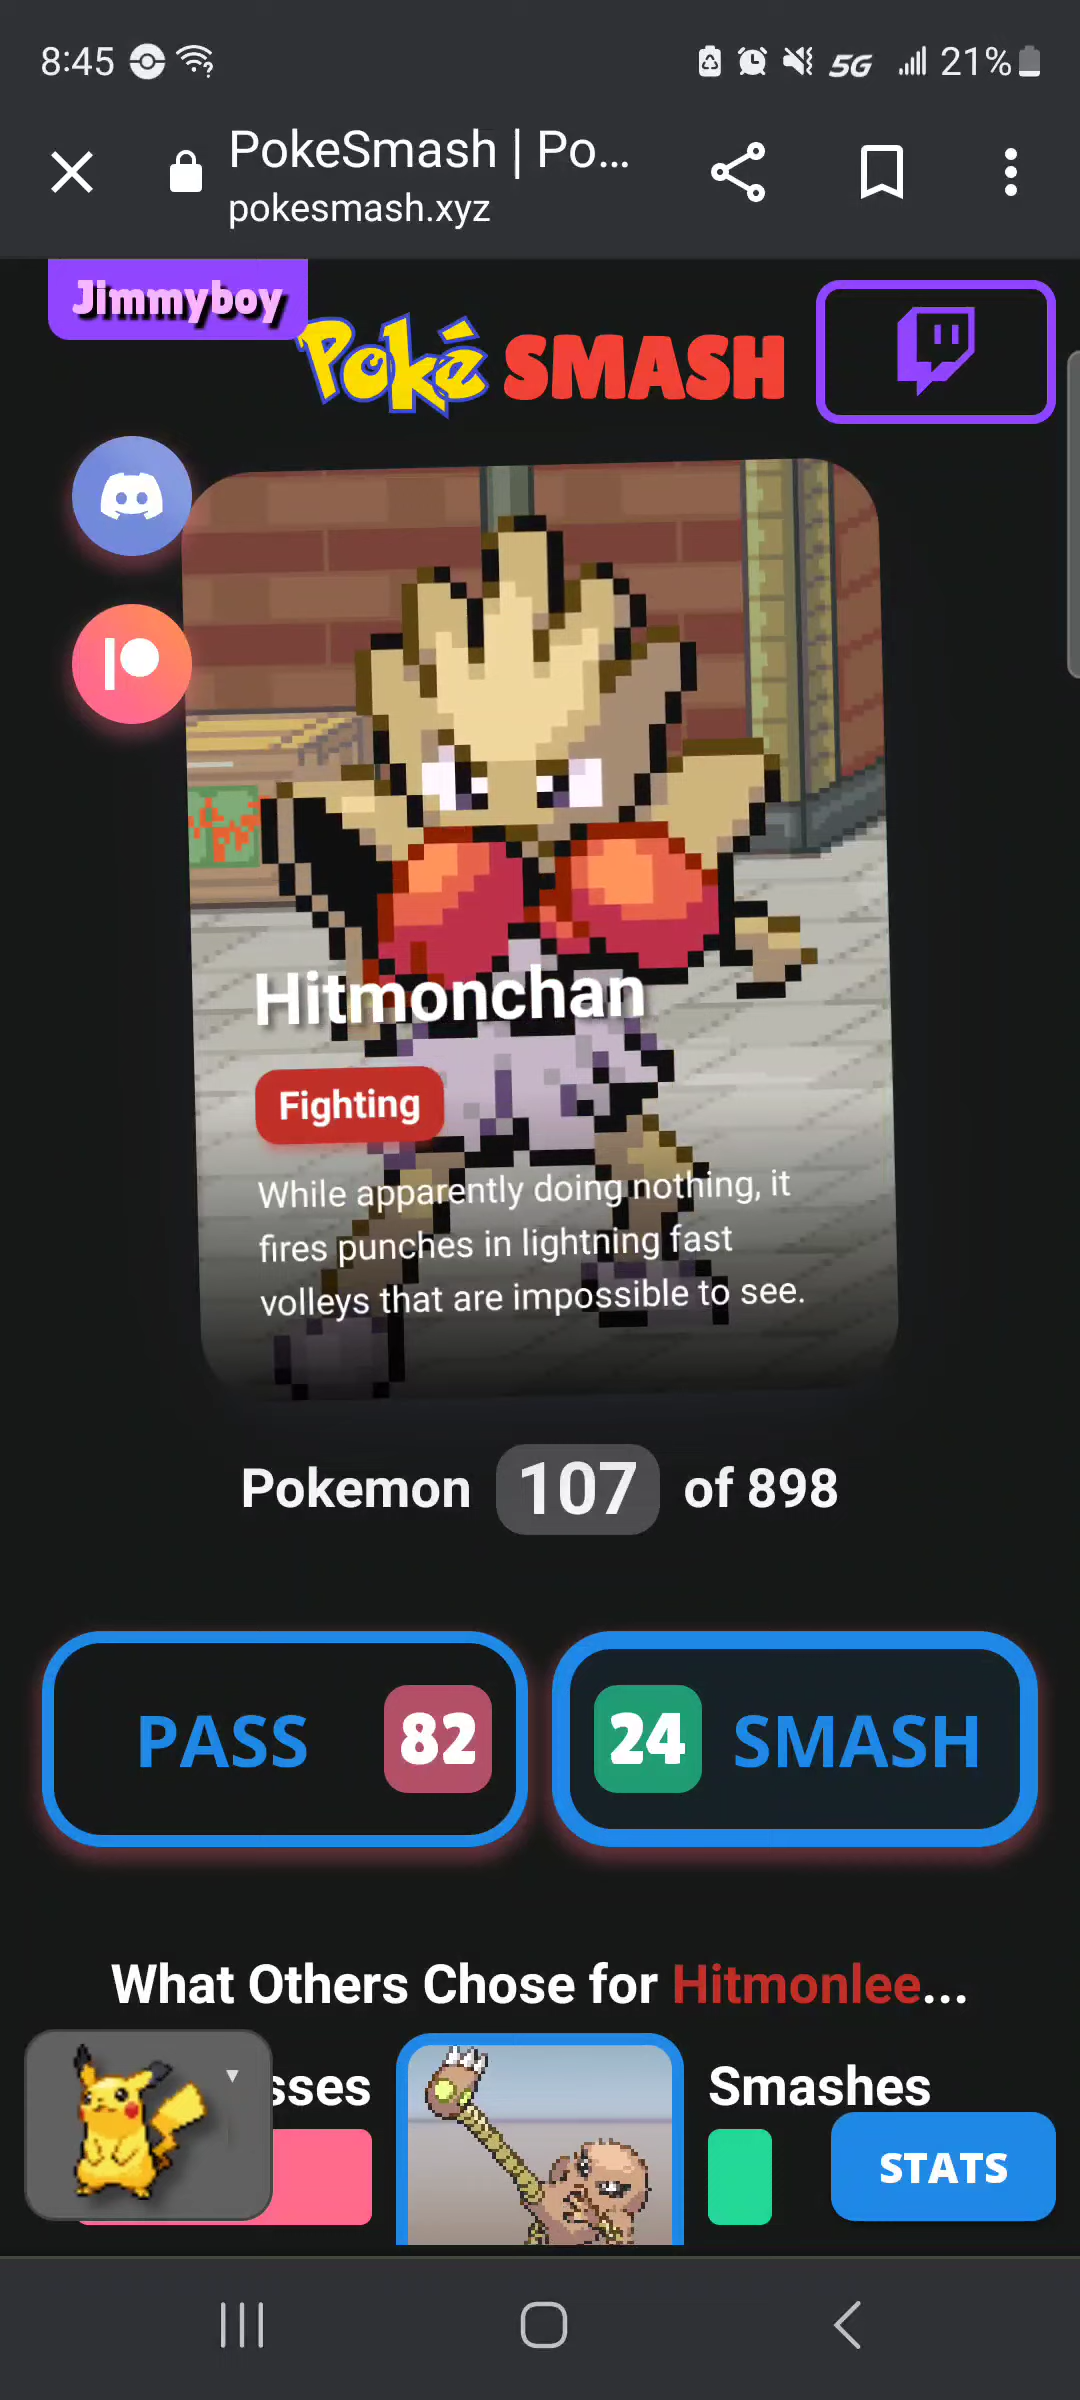 8:45
5G
21%
PokeSmash | Po...
pokesmash.xyz
Jimmyboy
Poké SMASH
Hitmonchan
Fighting
While apparently doing nothing, it
fires punches in lightning fast
volleys that are impossible to see.
Pokemon 107 of 898
PASS 82
24 SMASH
What Others Chose for Hitmonlee...
sses
Smashes
STATS